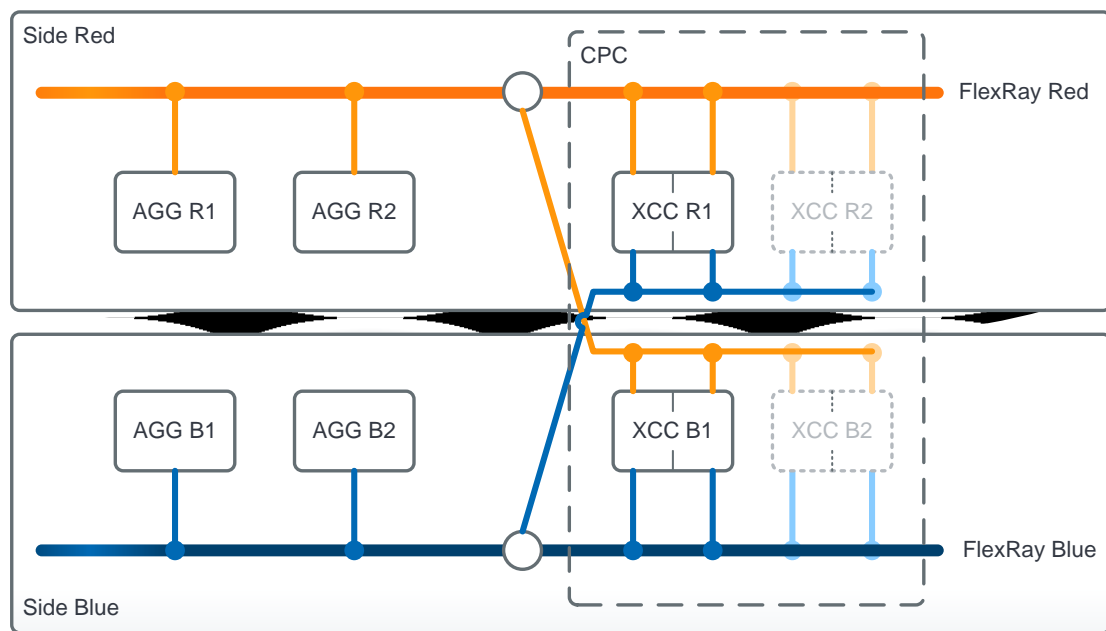 Side Red
CPC
FlexRay Red
AGG R1
AGG R2
XCC R1
XCC R2
AGG B1
AGG B2
XCC B1
XCC B2
FlexRay Blue
Side Blue